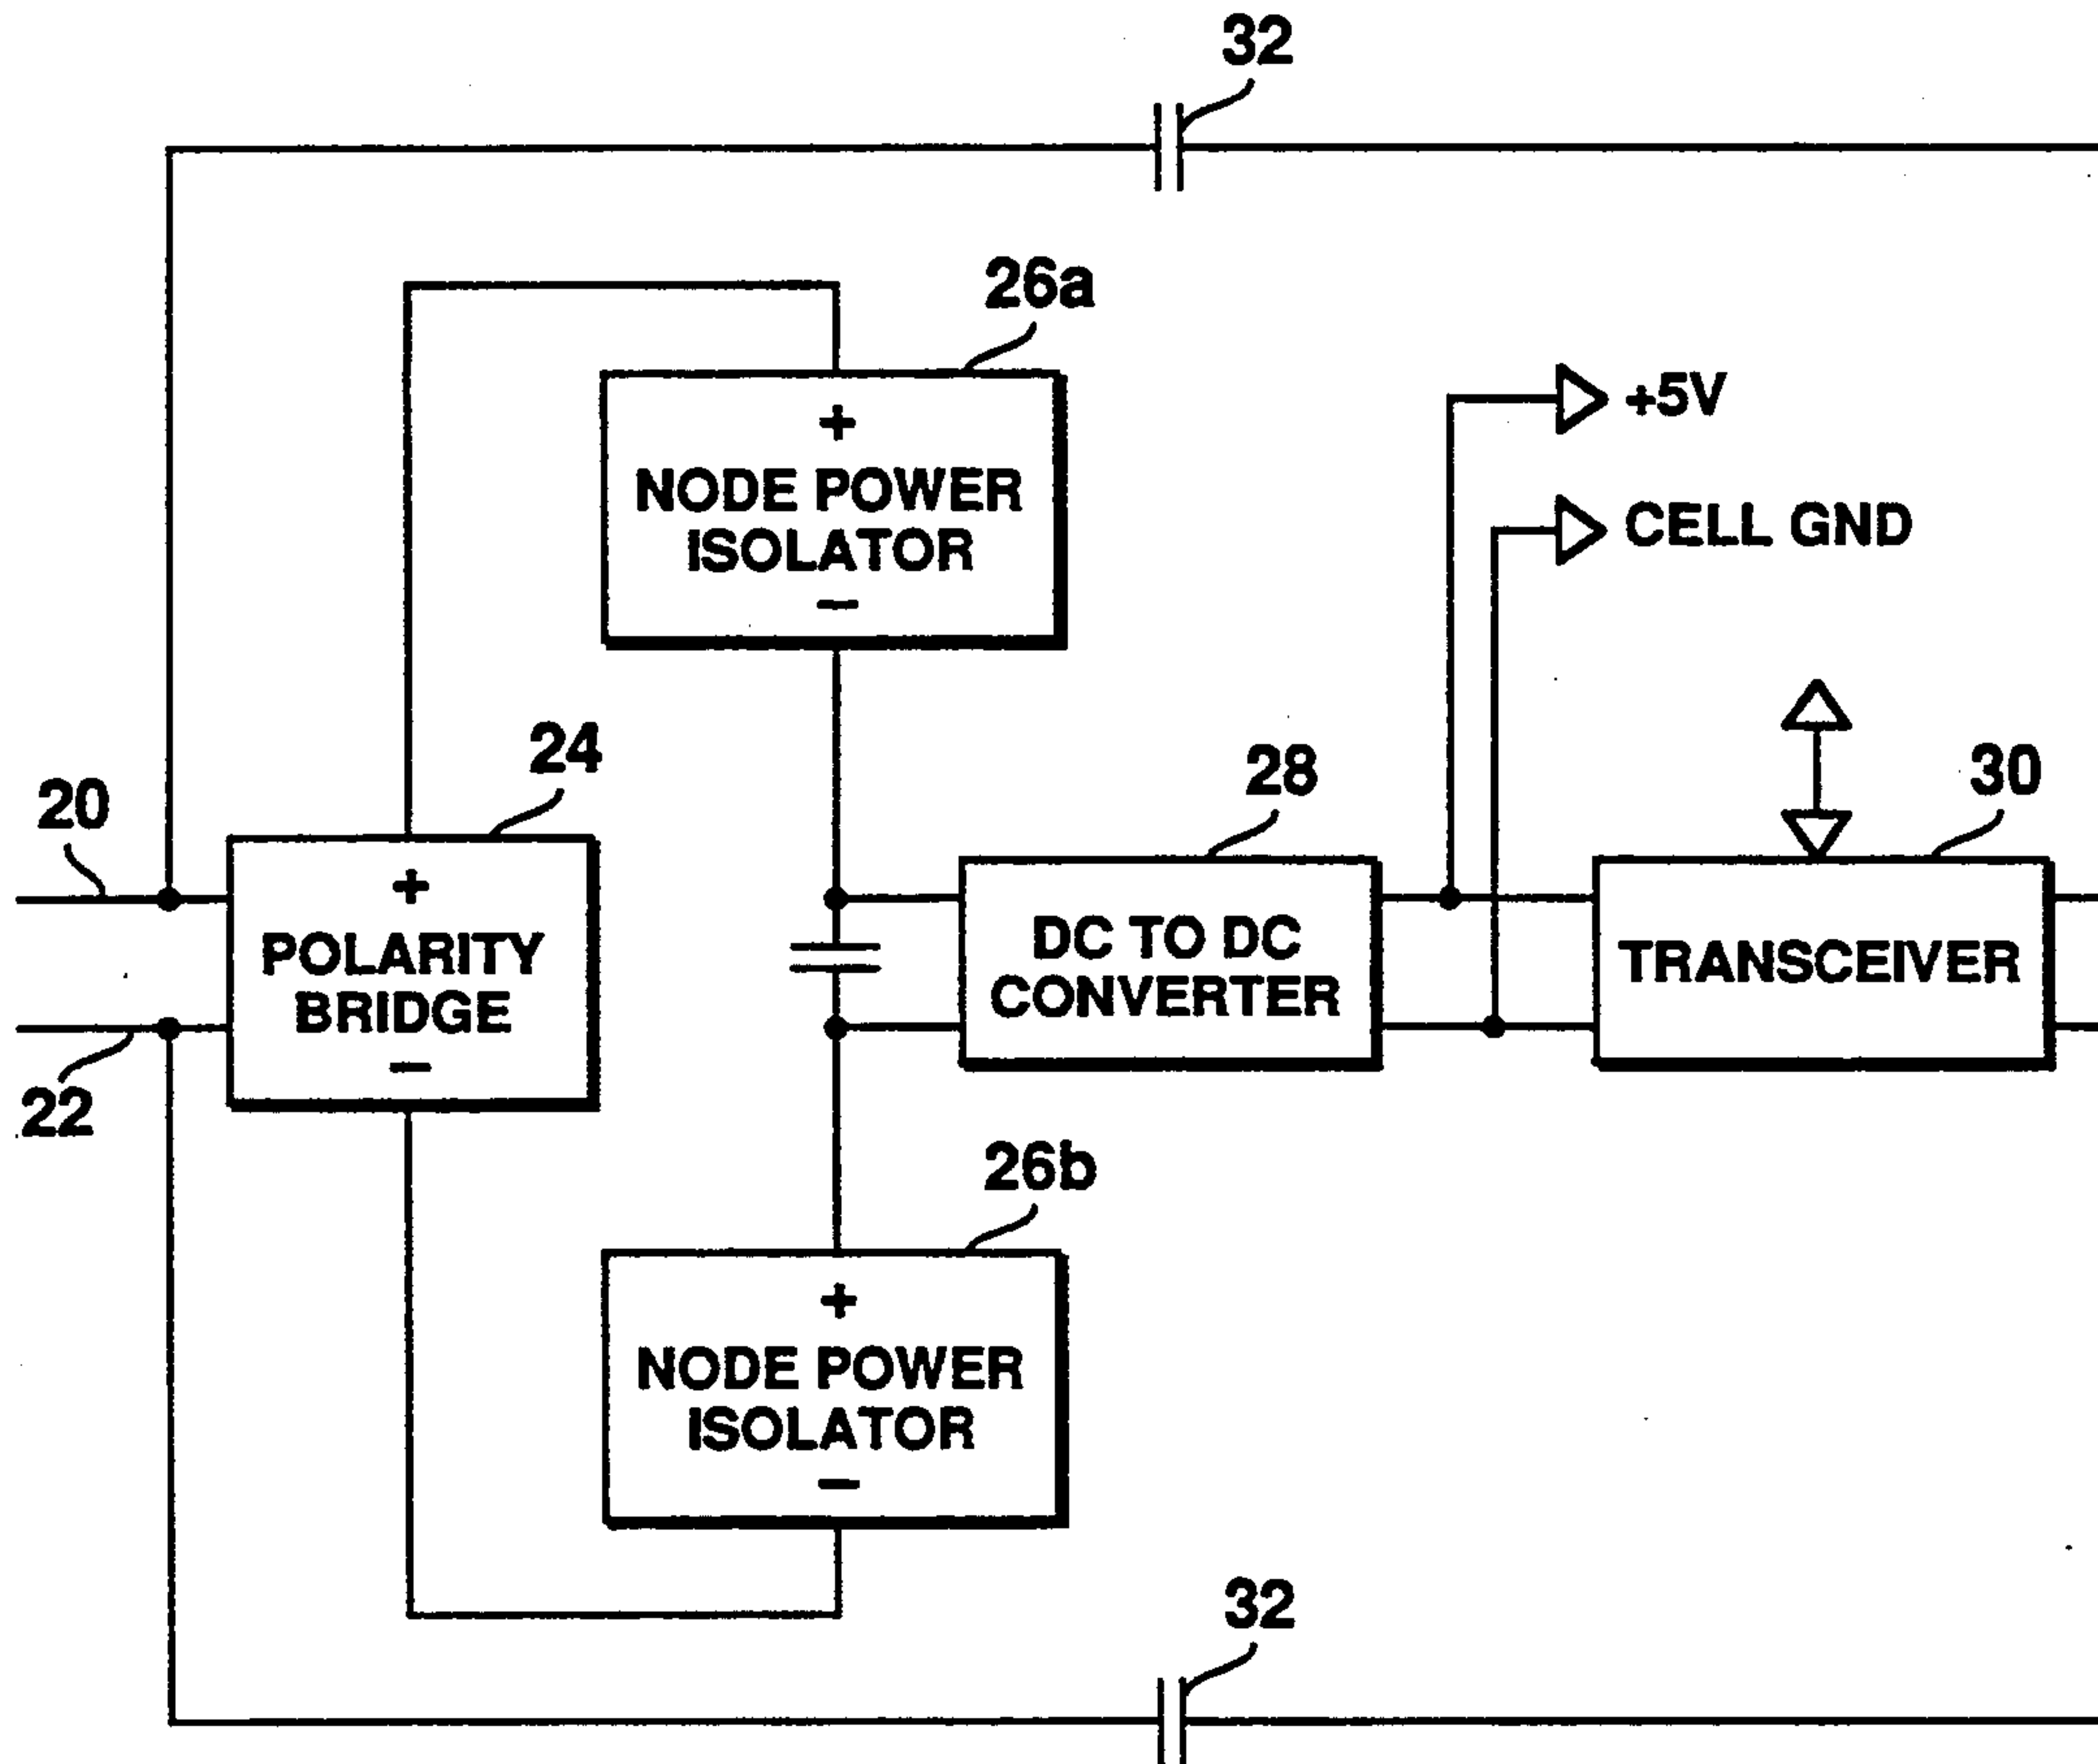 32
26a
+
NODE POWER
ISOLATOR
−
+5V
CELL GND
24
20
+
POLARITY
BRIDGE
−
22
28
DC TO DC
CONVERTER
30
TRANSCEIVER
26b
+
NODE POWER
ISOLATOR
−
32